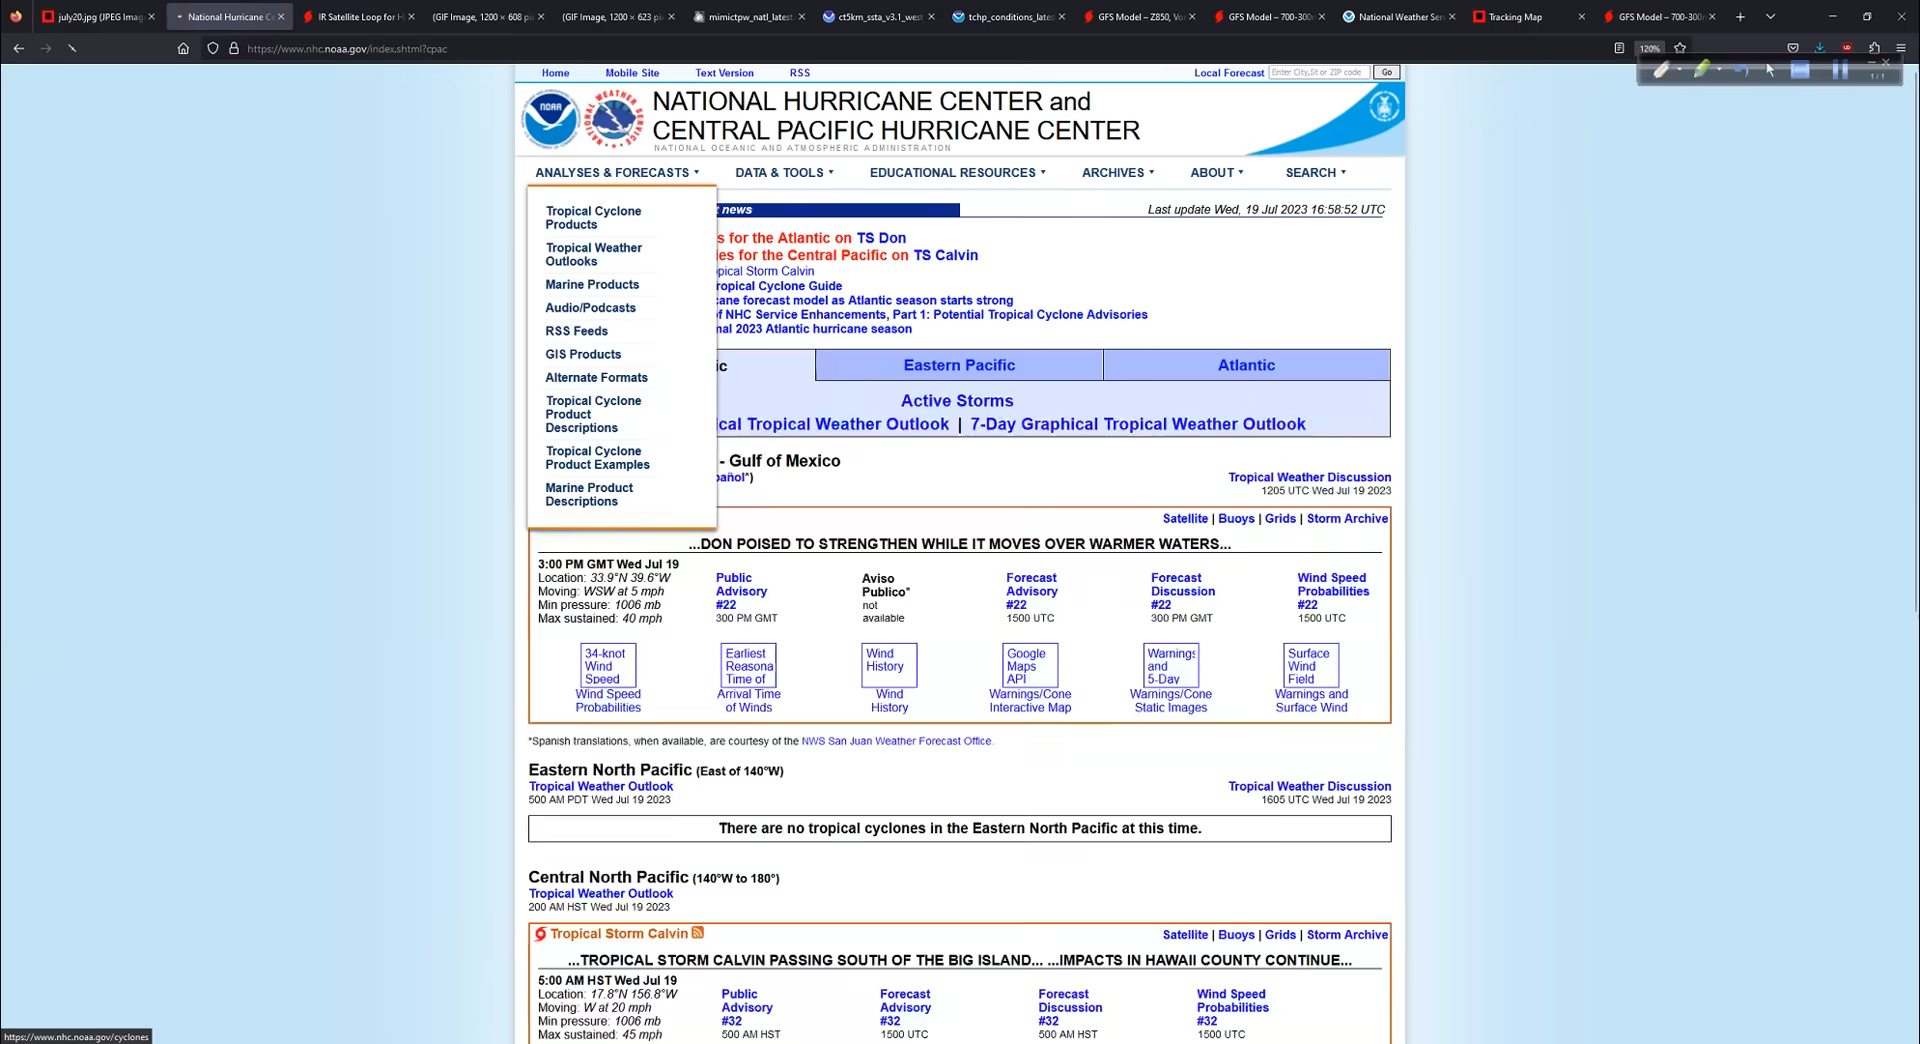 july20.jpg (JPEG Imag
National Hurricane Ce
IR Satellite Loop for H
(GIF Image, 1200 × 608 pi
(GIF Image, 1200 × 623 pi
mimictpw_natl_latest.
ct5km_ssta_v3.1_west
tchp_conditions_lates
GFS Model – Z850, Vo
GFS Model – 700-300
National Weather Ser
Tracking Map
GFS Model – 700-300
https://www.nhc.noaa.gov/index.shtml?cpac
120%
1 / 1
Home
Mobile Site
Text Version
RSS
Local Forecast
Enter City,St or ZIP code
Go
NOAA
NATIONAL HURRICANE CENTER and
CENTRAL PACIFIC HURRICANE CENTER
NATIONAL OCEANIC AND ATMOSPHERIC ADMINISTRATION
ANALYSES & FORECASTS
DATA & TOOLS
EDUCATIONAL RESOURCES
ARCHIVES
ABOUT
SEARCH
Tropical Cyclone
Products
Tropical Weather
Outlooks
Marine Products
Audio/Podcasts
RSS Feeds
GIS Products
Alternate Formats
Tropical Cyclone
Product
Descriptions
Tropical Cyclone
Product Examples
Marine Product
Descriptions
t news
Last update Wed, 19 Jul 2023 16:58:52 UTC
s for the Atlantic on TS Don
ies for the Central Pacific on TS Calvin
opical Storm Calvin
ropical Cyclone Guide
cane forecast model as Atlantic season starts strong
of NHC Service Enhancements, Part 1: Potential Tropical Cyclone Advisories
mal 2023 Atlantic hurricane season
ic
Eastern Pacific
Atlantic
Active Storms
ical Tropical Weather Outlook | 7-Day Graphical Tropical Weather Outlook
- Gulf of Mexico
pañol*)
Tropical Weather Discussion
1205 UTC Wed Jul 19 2023
Satellite | Buoys | Grids | Storm Archive
...DON POISED TO STRENGTHEN WHILE IT MOVES OVER WARMER WATERS...
3:00 PM GMT Wed Jul 19
Location: 33.9°N 39.6°W
Moving: WSW at 5 mph
Min pressure: 1006 mb
Max sustained: 40 mph
Public
Advisory
#22
300 PM GMT
Aviso
Publico*
not
available
Forecast
Advisory
#22
1500 UTC
Forecast
Discussion
#22
300 PM GMT
Wind Speed
Probabilities
#22
1500 UTC
34-knot
Wind
Speed
Wind Speed
Probabilities
Earliest
Reasona
Time of
Arrival Time
of Winds
Wind
History
Wind
History
Google
Maps
API
Warnings/Cone
Interactive Map
Warnings
and
5-Day
Warnings/Cone
Static Images
Surface
Wind
Field
Warnings and
Surface Wind
*Spanish translations, when available, are courtesy of the NWS San Juan Weather Forecast Office.
Eastern North Pacific (East of 140°W)
Tropical Weather Outlook
500 AM PDT Wed Jul 19 2023
Tropical Weather Discussion
1605 UTC Wed Jul 19 2023
There are no tropical cyclones in the Eastern North Pacific at this time.
Central North Pacific (140°W to 180°)
Tropical Weather Outlook
200 AM HST Wed Jul 19 2023
Tropical Storm Calvin
Satellite | Buoys | Grids | Storm Archive
...TROPICAL STORM CALVIN PASSING SOUTH OF THE BIG ISLAND... ...IMPACTS IN HAWAII COUNTY CONTINUE...
5:00 AM HST Wed Jul 19
Location: 17.8°N 156.8°W
Moving: W at 20 mph
Min pressure: 1006 mb
Max sustained: 45 mph
Public
Advisory
#32
500 AM HST
Forecast
Advisory
#32
1500 UTC
Forecast
Discussion
#32
500 AM HST
Wind Speed
Probabilities
#32
1500 UTC
https://www.nhc.noaa.gov/cyclones